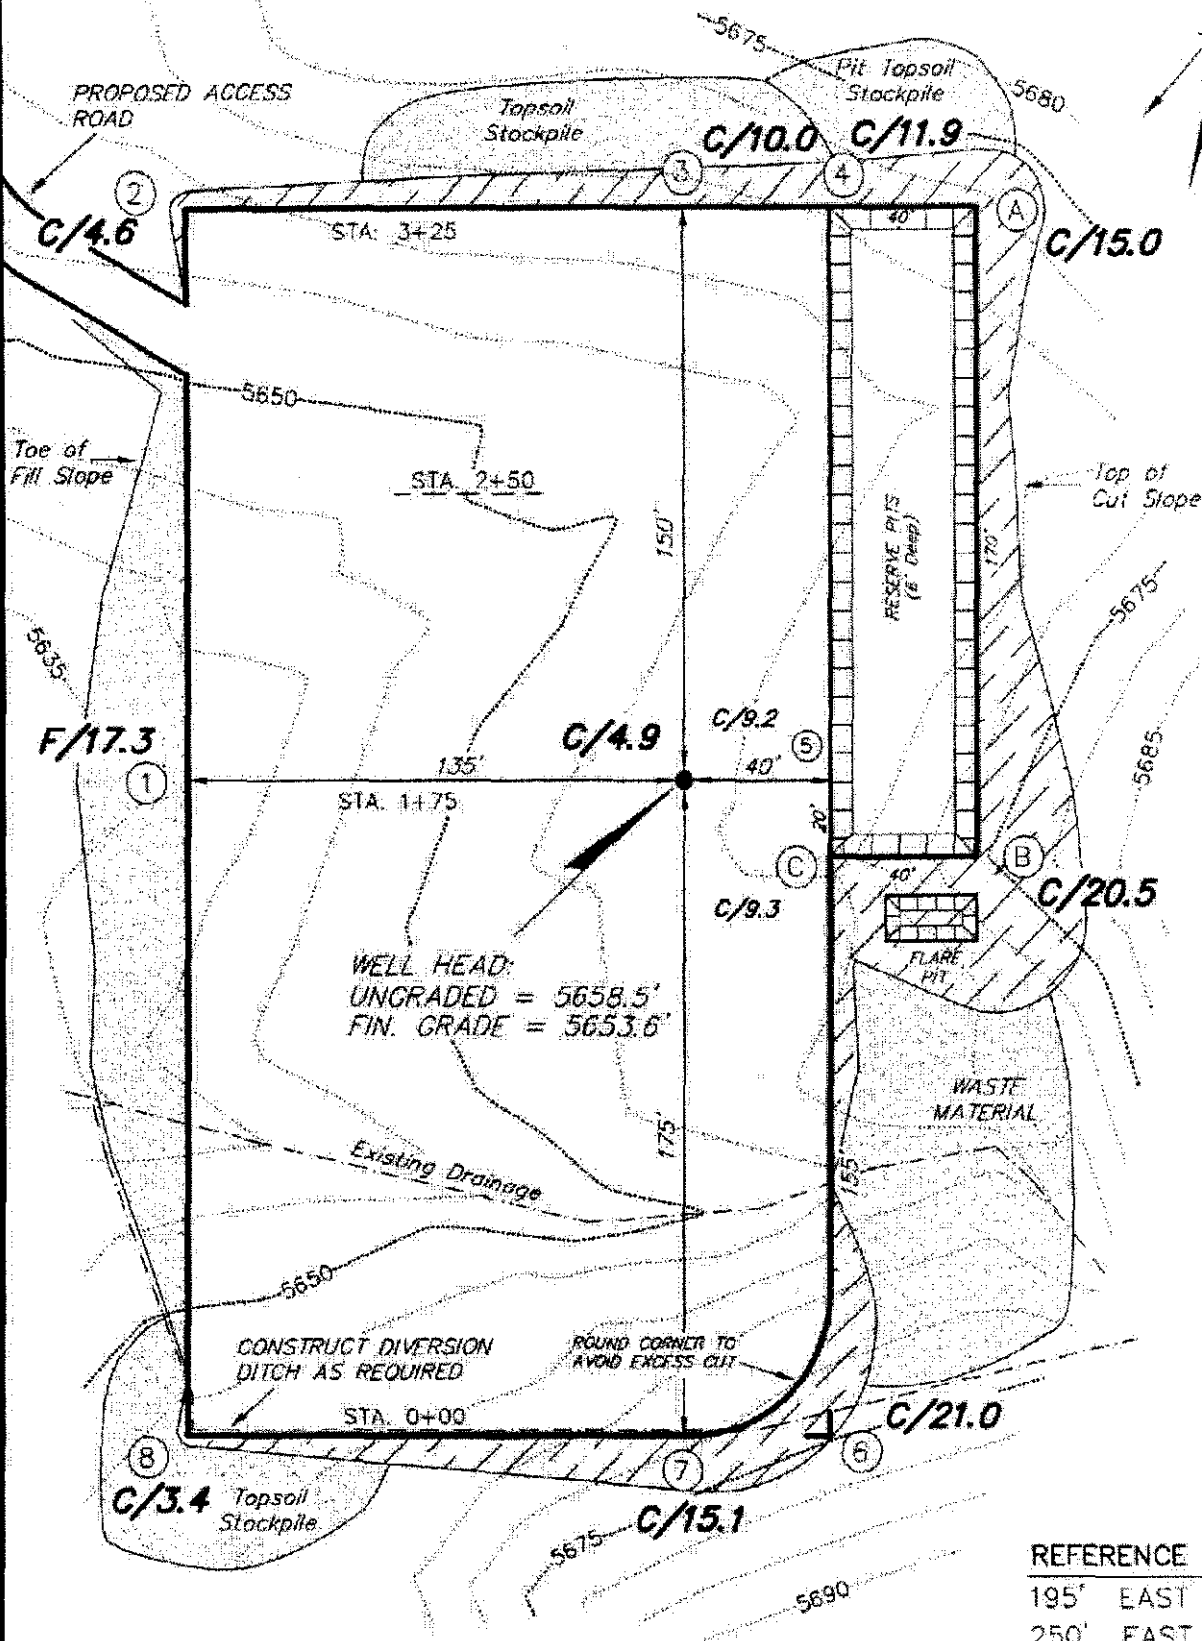 5675
Pit Topsoil
Stockpile
5680
PROPOSED ACCESS
ROAD
Topsoil
Stockpile
C/10.0
C/11.9
2
3
4
A
C/4.6
STA. 3+25
40'
C/15.0
5650
Toe of
Fill Slope
STA. 2+50
Top of
Cut Slope
150'
RESERVE PITS
(6' Deep)
170'
5675
5635
F/17.3
C/4.9
C/9.2
5
5685
1
135'
40'
STA. 1+75
20'
C
B
40'
C/20.5
C/9.3
FLARE
PIT
WELL HEAD:
UNGRADED = 5658.5'
FIN. GRADE = 5653.6'
WASTE
MATERIAL
175'
Existing Drainage
155'
5650
CONSTRUCT DIVERSION
DITCH AS REQUIRED
ROUND CORNER TO
AVOID EXCESS CUT
STA. 0+00
C/21.0
8
7
6
C/3.4
Topsoil
Stockpile
C/15.1
5675
5690
REFERENCE
195' EAST
250' EAST